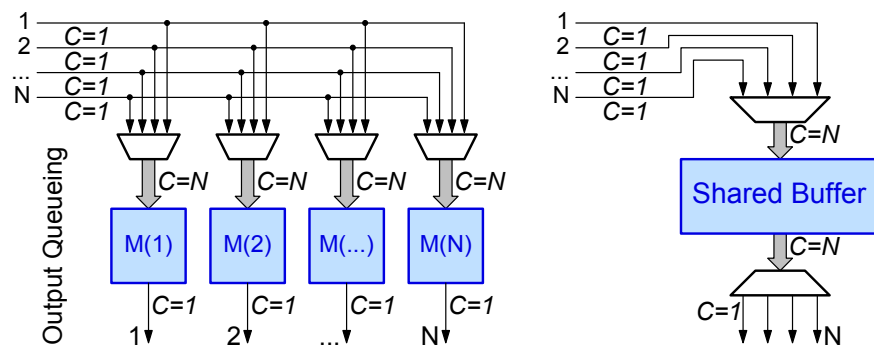 1
C=1
2
C=1
...
C=1
N
C=1
Output Queueing
C=N
C=N
C=N
C=N
M(1)
M(2)
M(...)
M(N)
C=1
C=1
C=1
C=1
1
2
...
N
1
C=1
2
C=1
...
C=1
N
C=1
C=N
Shared Buffer
C=N
C=1
N